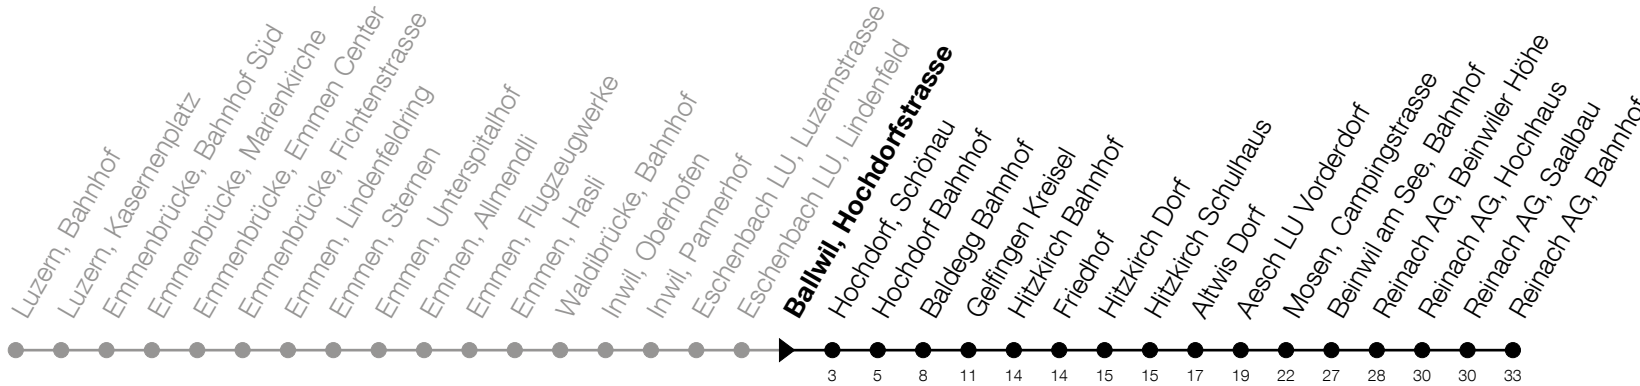 Luzern, Bahnhof
Luzern, Kasernenplatz
Emmenbrücke, Bahnhof Süd
Emmenbrücke, Marienkirche
Emmenbrücke, Emmen Center
Emmenbrücke, Fichtenstrasse
Emmen, Lindenfeldring
Emmen, Sternen
Emmen, Unterspitalhof
Emmen, Allmendli
Emmen, Flugzeugwerke
Emmen, Hasli
Waldibrücke, Bahnhof
Inwil, Oberhofen
Inwil, Pannerhof
Eschenbach LU, Luzernstrasse
Eschenbach LU, Lindenfeld
Ballwil, Hochdorfstrasse
Hochdorf, Schönau
Hochdorf Bahnhof
Baldegg Bahnhof
Gelfingen Kreisel
Hitzkirch Bahnhof
Friedhof
Hitzkirch Dorf
Hitzkirch Schulhaus
Altwis Dorf
Aesch LU Vorderdorf
Mosen, Campingstrasse
Beinwil am See, Bahnhof
Reinach AG, Beinwiler Höhe
Reinach AG, Hochhaus
Reinach AG, Saalbau
Reinach AG, Bahnhof
3 5 8 11 14 14 15 15 17 19 22 27 28 30 30 33